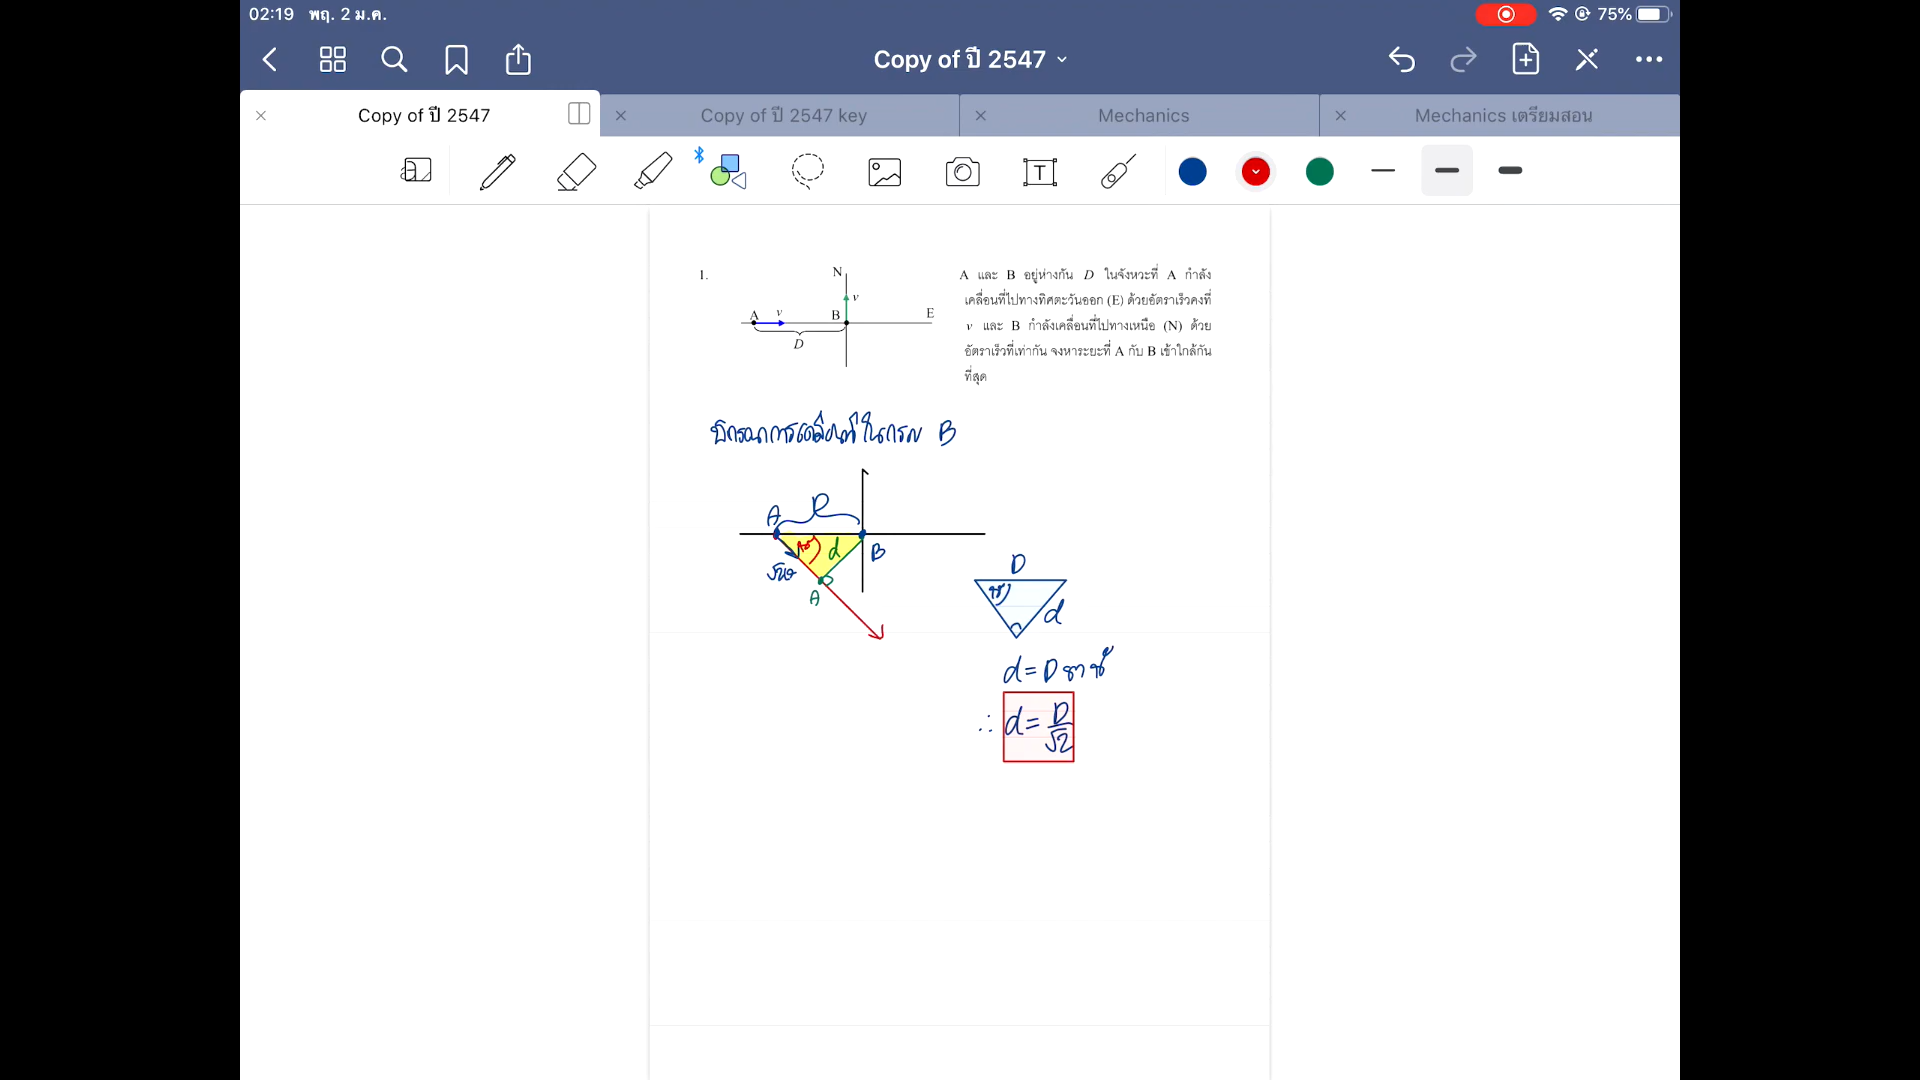 02:19 พฤ. 2 ม.ค.
75%
Copy of ปี 2547
Copy of ปี 2547
Copy of ปี 2547 key
Mechanics
Mechanics เตรียมสอน
T
1.
N
v
A v B E
D
A และ B อยู่ห่างกัน D ในจังหวะที่ A กำลัง
เคลื่อนที่ไปทางทิศตะวันออก (E) ด้วยอัตราเร็วคงที่
v และ B กำลังเคลื่อนที่ไปทางเหนือ (N) ด้วย
อัตราเร็วที่เท่ากัน จงหาระยะที่ A กับ B เข้าใกล้กัน
ที่สุด
พิจารณาการเคลื่อนที่ในกรอบ B
A D
d B
A
D
d
d = D
∴ d = D/√2